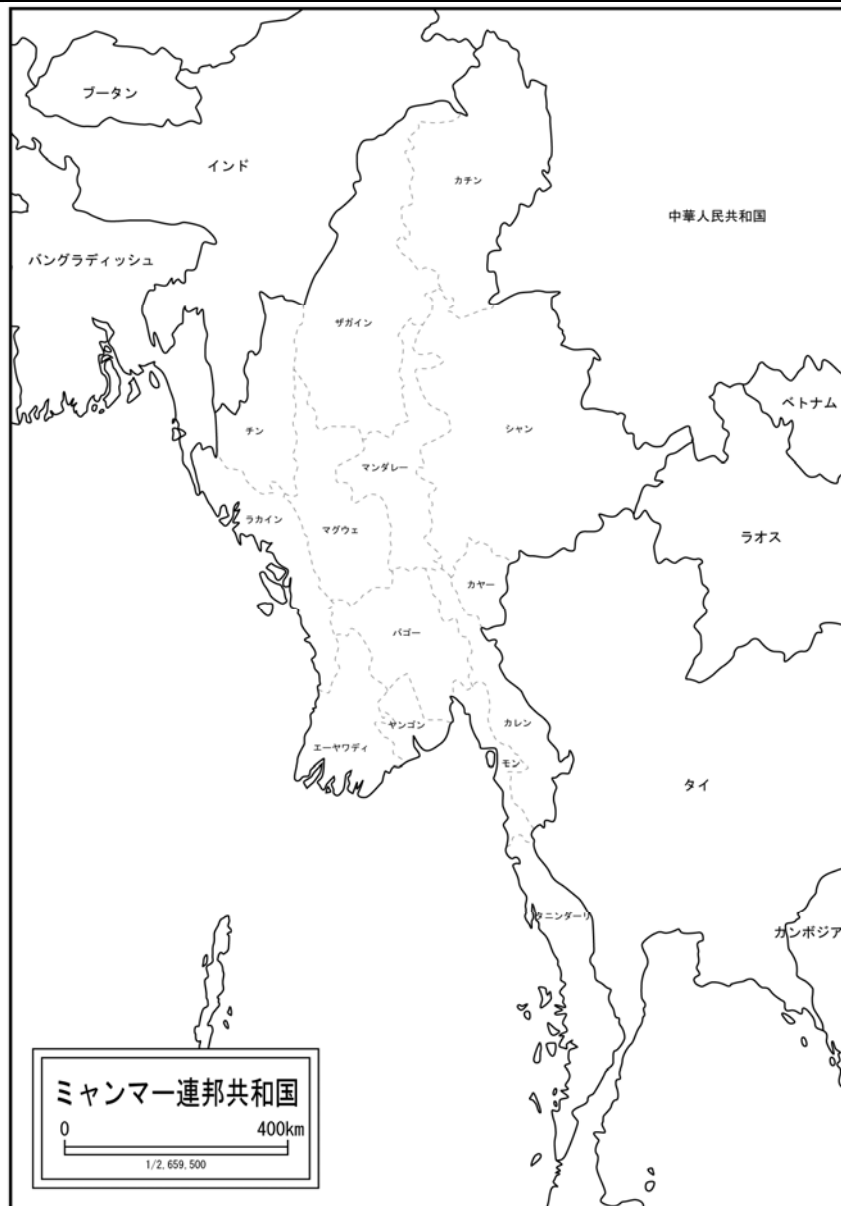 ブータン
インド
カチン
中華人民共和国
バングラディッシュ
ザガイン
ベトナム
チン
シャン
マンダレー
ラカイン
マグウェ
ラオス
カヤー
バゴー
カレン
ヤンゴン
エーヤワディ
モン
タイ
タニンダーリ
カンボジア
ミャンマー連邦共和国
0 400km
1/2,659,500